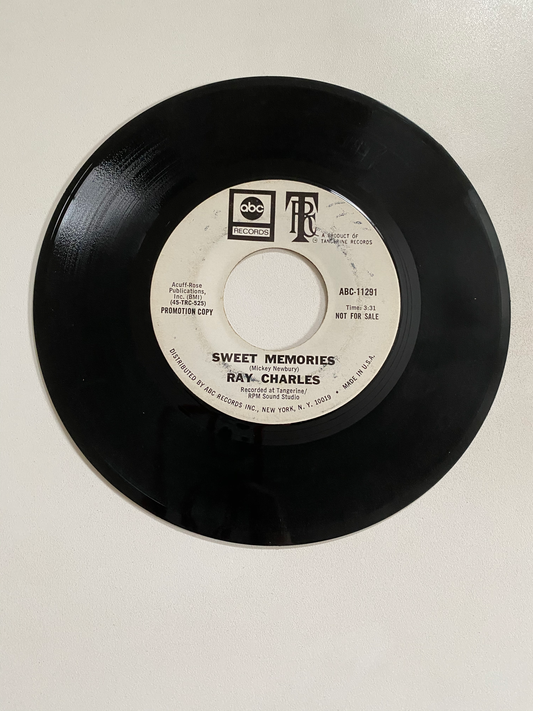 abc
RECORDS
TRC
A PRODUCT OF
TANGERINE RECORDS
Acuff-Rose
Publications,
Inc. (BMI)
(45-TRC-525)
PROMOTION COPY
ABC-11291
Time: 3:31
NOT FOR SALE
SWEET MEMORIES
(Mickey Newbury)
RAY CHARLES
Recorded at Tangerine/
RPM Sound Studio
DISTRIBUTED BY ABC RECORDS INC., NEW YORK, N. Y. 10019 • MADE IN U.S.A.